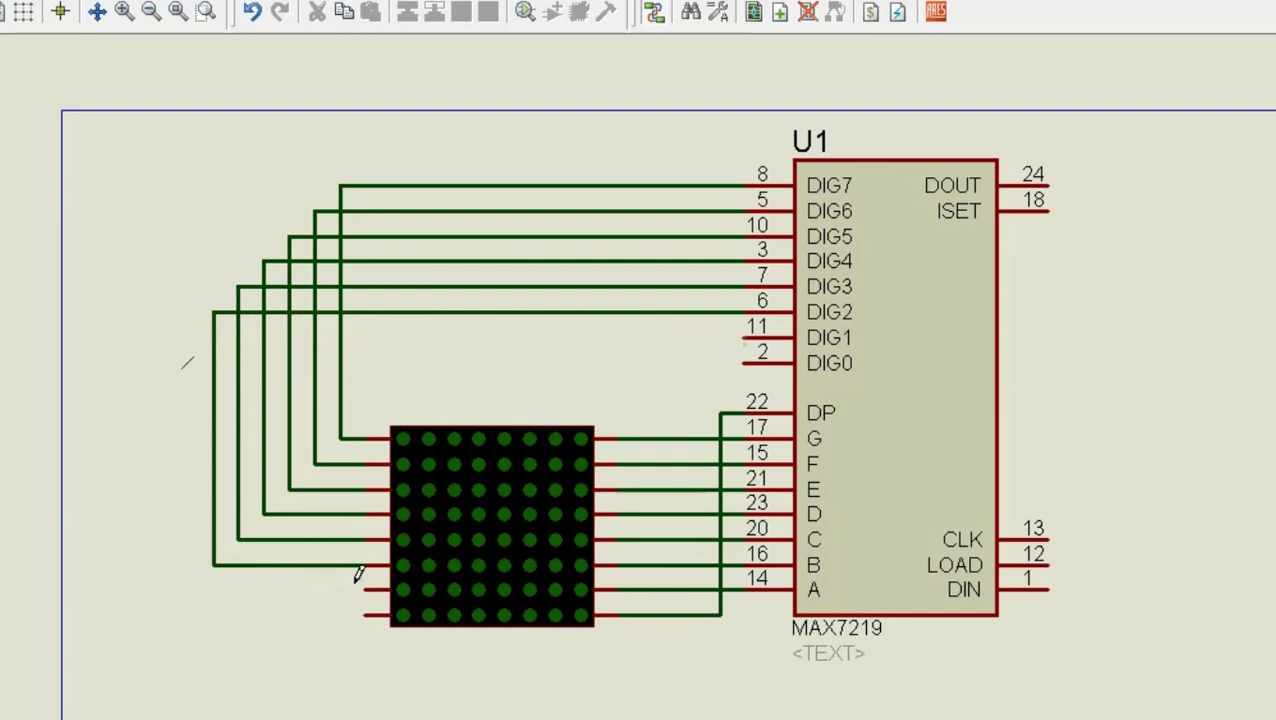 ARES
U1
8 DIG7 DOUT 24
5 DIG6 ISET 18
10 DIG5
3 DIG4
7 DIG3
6 DIG2
11 DIG1
2 DIG0
22 DP
17 G
15 F
21 E
23 D
20 C CLK 13
16 B LOAD 12
14 A DIN 1
MAX7219
<TEXT>